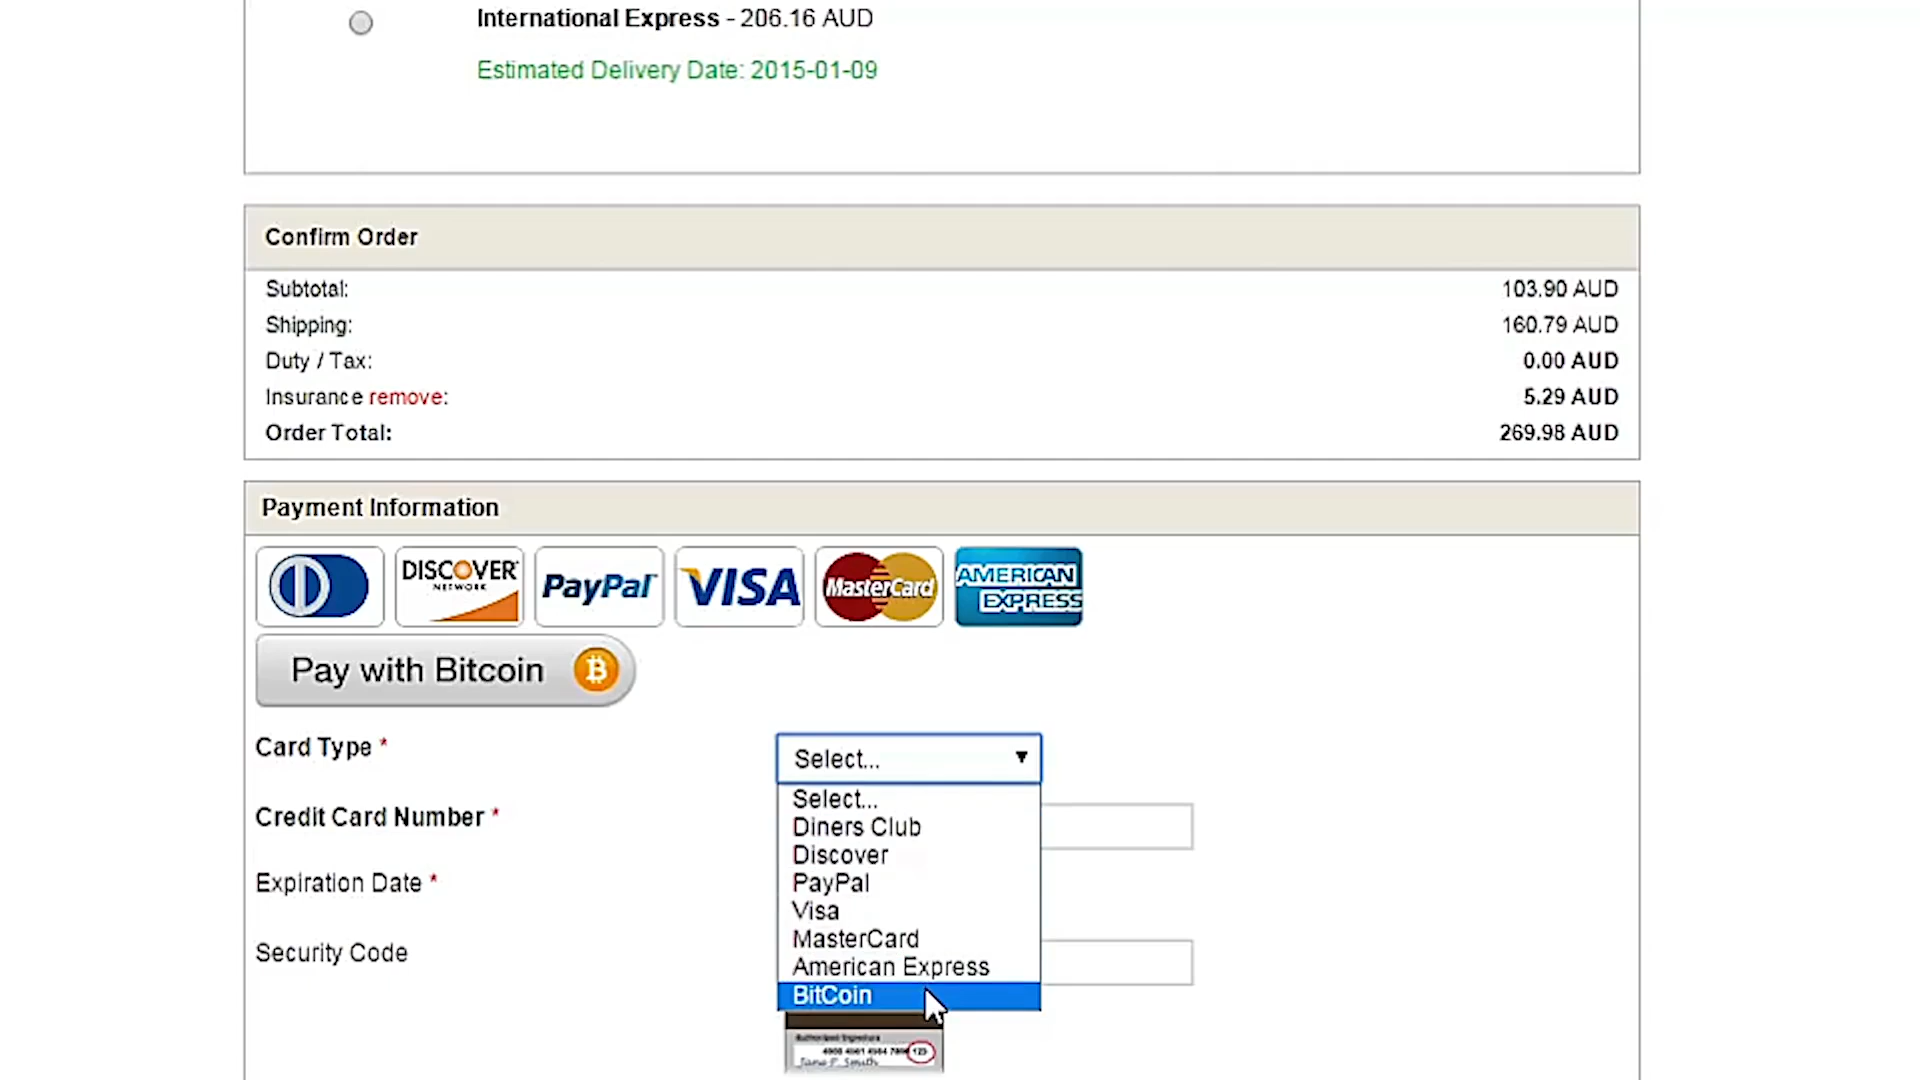 International Express - 206.16 AUD
Estimated Delivery Date: 2015-01-09
Confirm Order
Subtotal: 103.90 AUD
Shipping: 160.79 AUD
Duty / Tax: 0.00 AUD
Insurance remove: 5.29 AUD
Order Total: 269.98 AUD
Payment Information
DISCOVER NETWORK PayPal VISA MasterCard AMERICAN EXPRESS
Pay with Bitcoin
Card Type *
Select...
Select...
Diners Club
Discover
PayPal
Visa
MasterCard
American Express
BitCoin
Credit Card Number *
Expiration Date *
Security Code